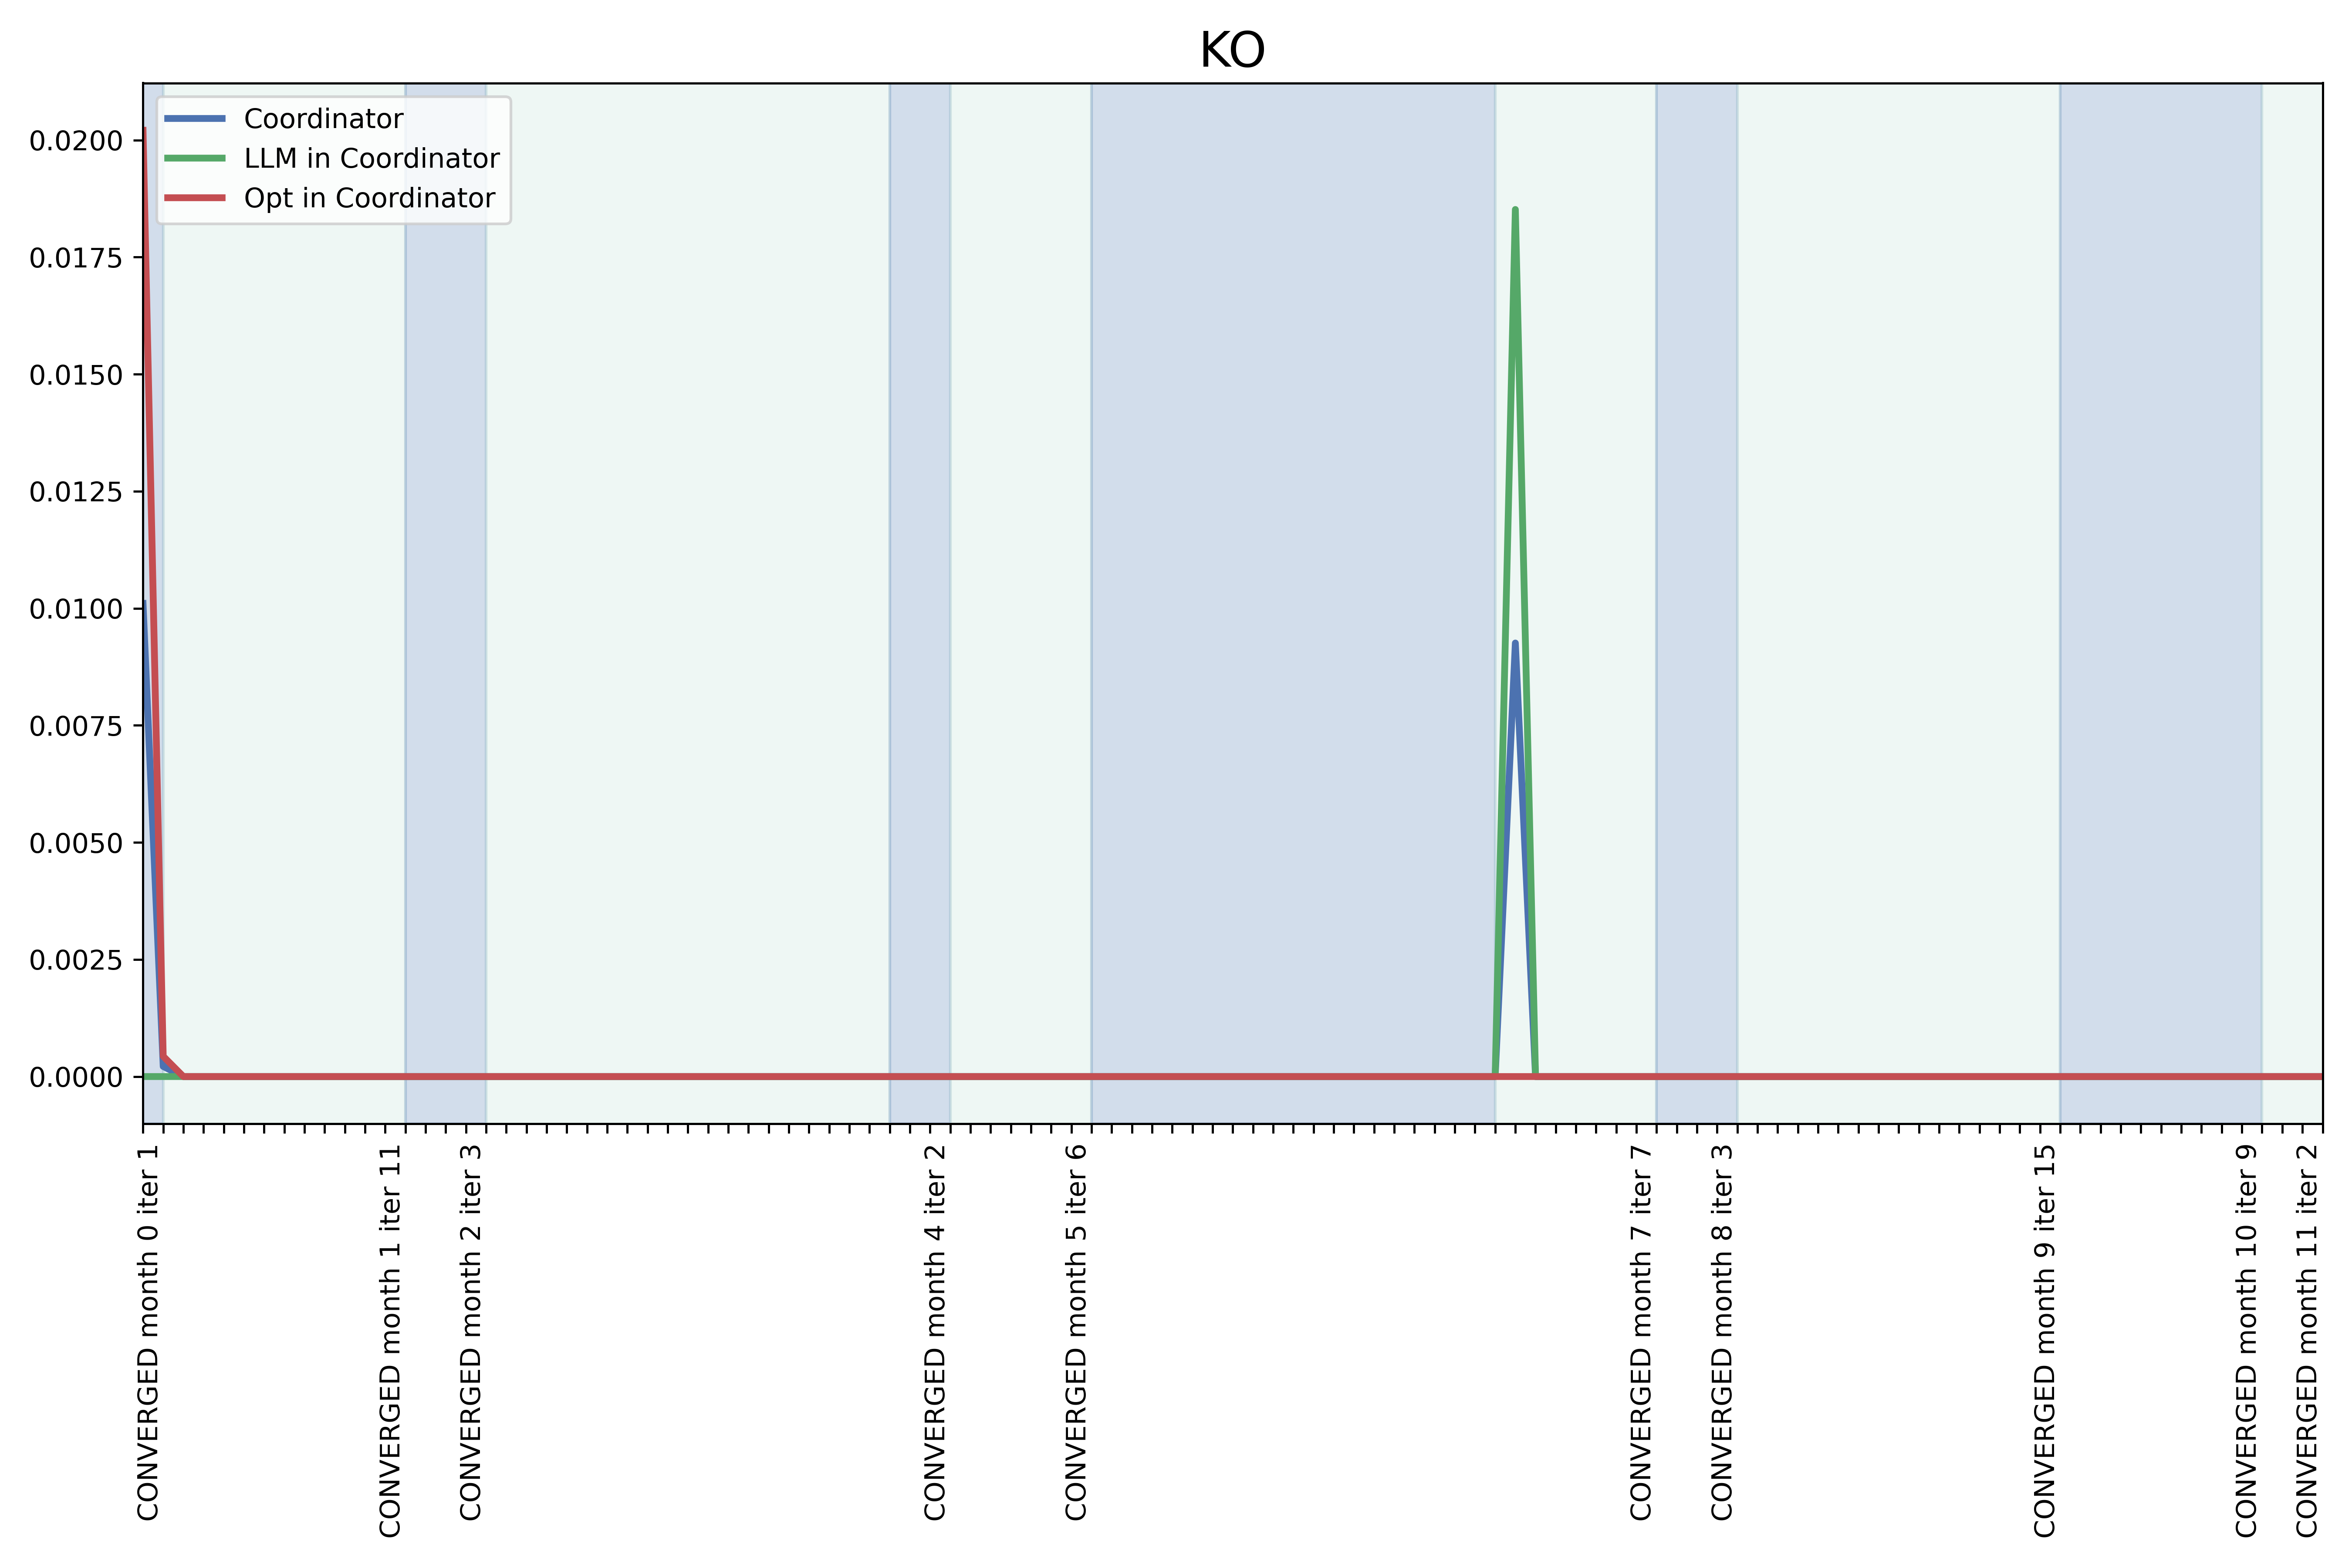 KO
Coordinator
LLM in Coordinator
Opt in Coordinator
0.0200
0.0175
0.0150
0.0125
0.0100
0.0075
0.0050
0.0025
0.0000
CONVERGED month 0 iter 1
CONVERGED month 1 iter 11
CONVERGED month 2 iter 3
CONVERGED month 4 iter 2
CONVERGED month 5 iter 6
CONVERGED month 7 iter 7
CONVERGED month 8 iter 3
CONVERGED month 9 iter 15
CONVERGED month 10 iter 9
CONVERGED month 11 iter 2